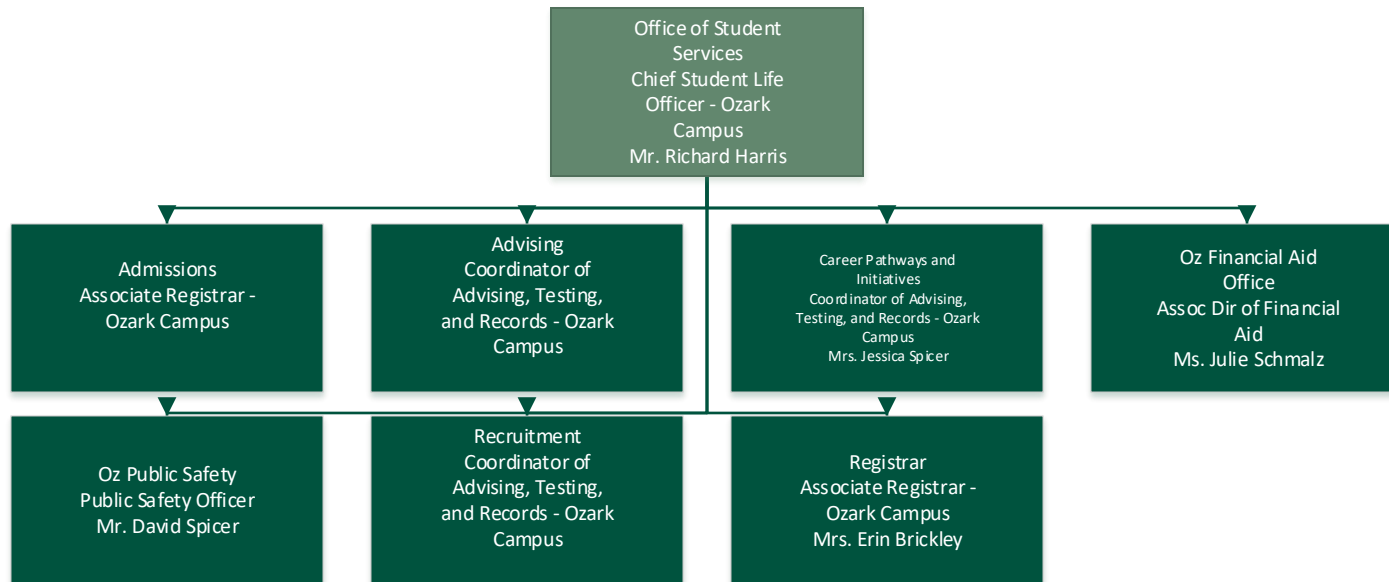 Office of Student
Services
Chief Student Life
Officer - Ozark
Campus
Mr. Richard Harris
Admissions
Associate Registrar -
Ozark Campus
Advising
Coordinator of
Advising, Testing,
and Records - Ozark
Campus
Career Pathways and
Initiatives
Coordinator of Advising,
Testing, and Records - Ozark
Campus
Mrs. Jessica Spicer
Oz Financial Aid
Office
Assoc Dir of Financial
Aid
Ms. Julie Schmalz
Oz Public Safety
Public Safety Officer
Mr. David Spicer
Recruitment
Coordinator of
Advising, Testing,
and Records - Ozark
Campus
Registrar
Associate Registrar -
Ozark Campus
Mrs. Erin Brickley